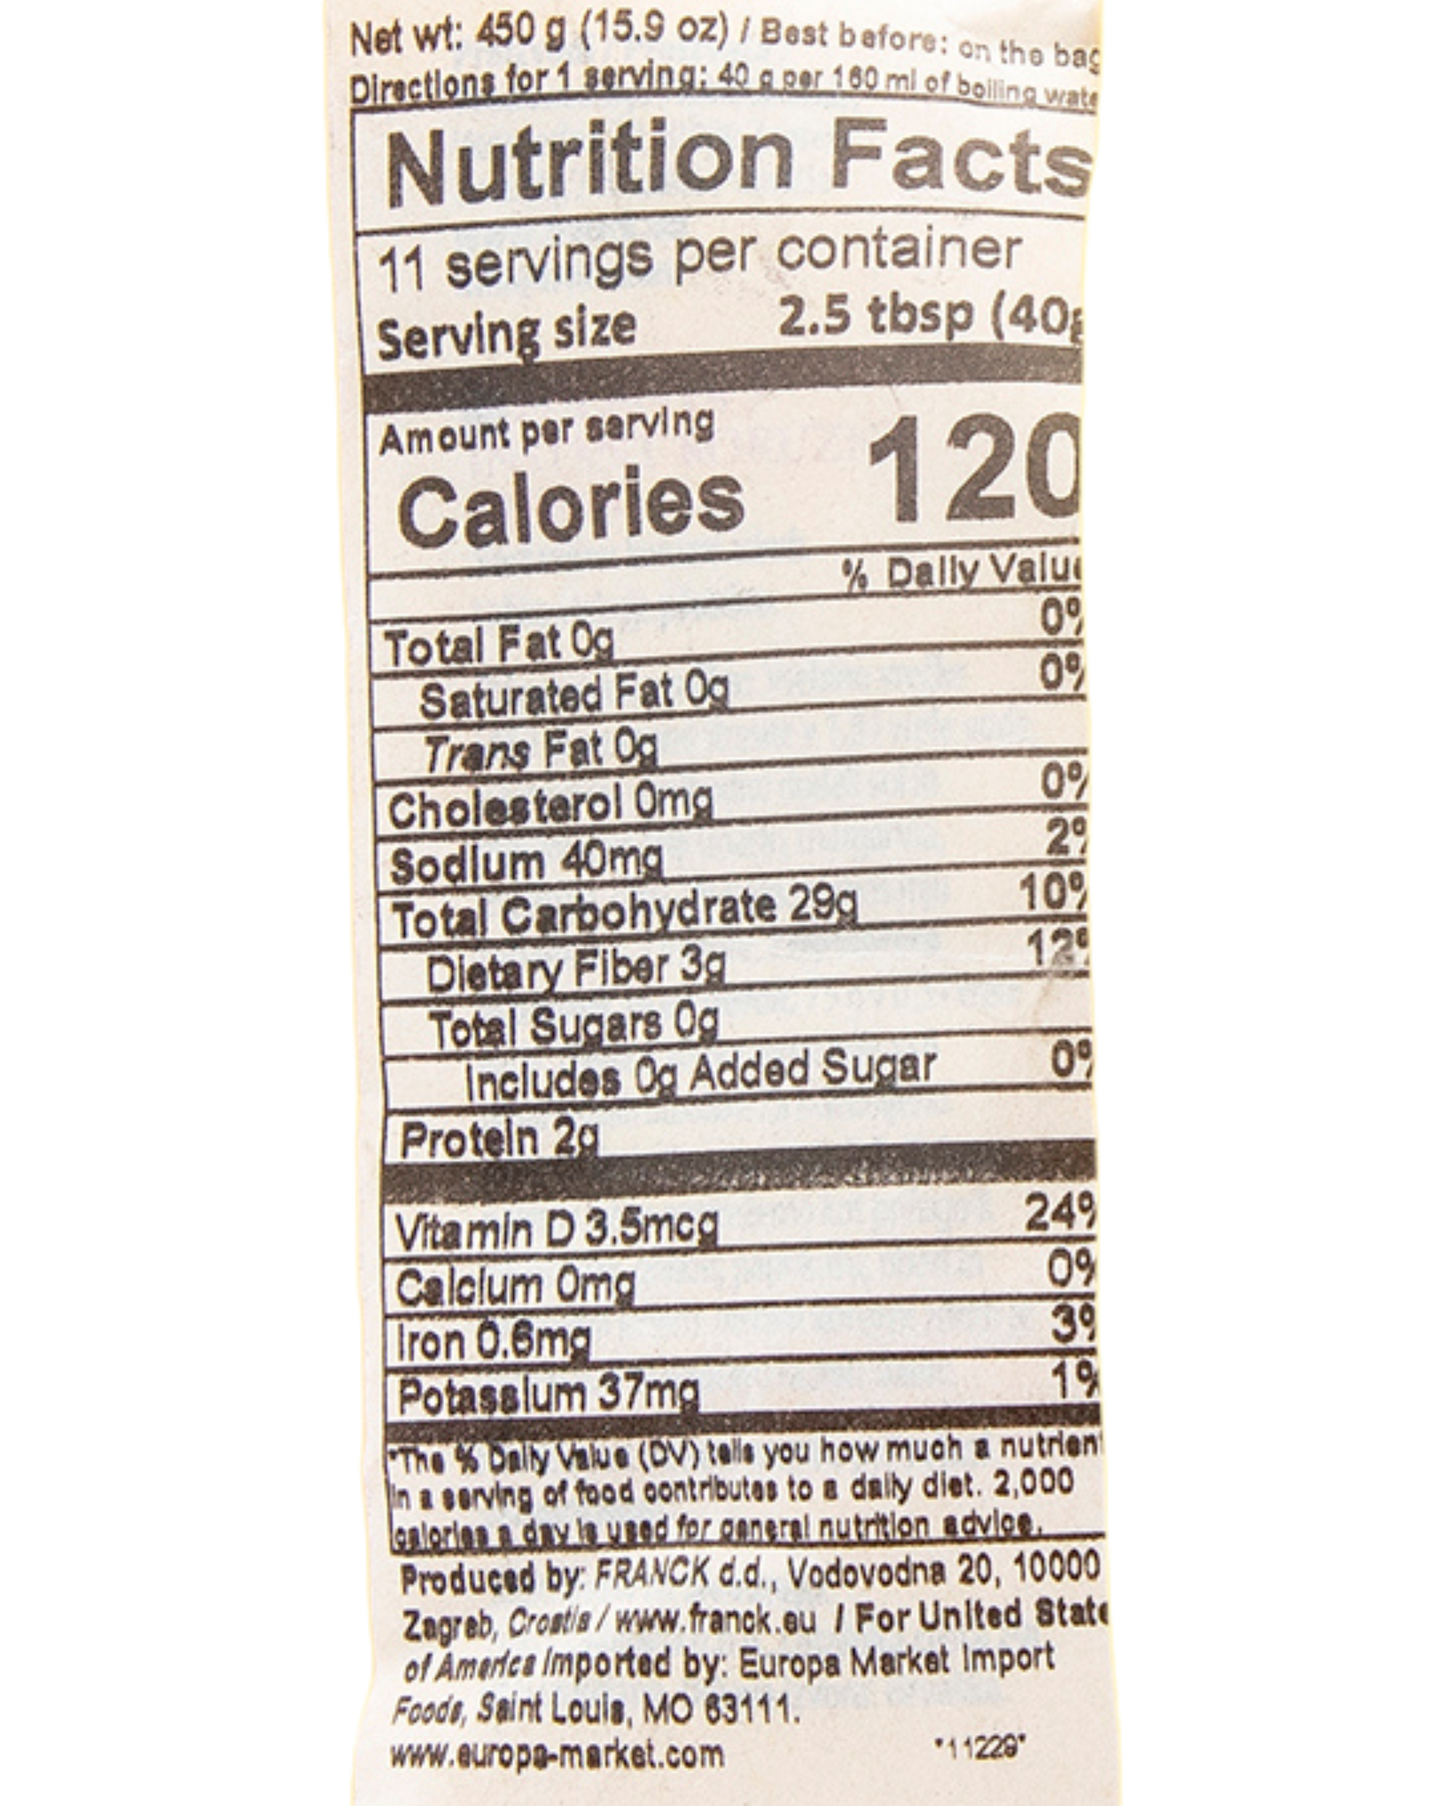 Net wt: 450 g (15.9 oz) / Best before: on the bag
Directions for 1 serving: 40 g per 160 ml of boiling wate
Nutrition Facts
11 servings per container
Serving size 2.5 tbsp (40g
Amount per serving
Calories 120
% Daily Value
Total Fat 0g 0%
Saturated Fat 0g 0%
Trans Fat 0g
Cholesterol 0mg 0%
Sodium 40mg 2%
Total Carbohydrate 29g 10%
Dietary Fiber 3g 12%
Total Sugars 0g
Includes 0g Added Sugar 0%
Protein 2g
Vitamin D 3.5mcg 24%
Calcium 0mg 0%
Iron 0.6mg 3%
Potassium 37mg 1%
*The % Daily Value (DV) tells you how much a nutrient
in a serving of food contributes to a daily diet. 2,000
calories a day is used for general nutrition advice.
Produced by: FRANCK d.d., Vodovodna 20, 10000
Zagreb, Croatia / www.franck.eu / For United State
of America Imported by: Europa Market Import
Foods, Saint Louis, MO 63111.
www.europa-market.com *11229*